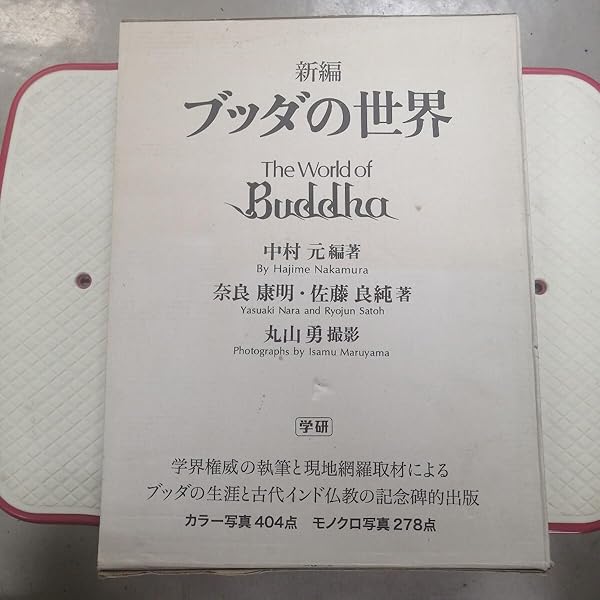 新編
ブッダの世界
The World of
Buddha
中村 元 編著
By Hajime Nakamura
奈良 康明・佐藤 良純 著
Yasuaki Nara and Ryojun Satoh
丸山 勇 撮影
Photographs by Isamu Maruyama
学研
学界権威の執筆と現地網羅取材による
ブッダの生涯と古代インド仏教の記念碑的出版
カラー写真404点 モノクロ写真278点